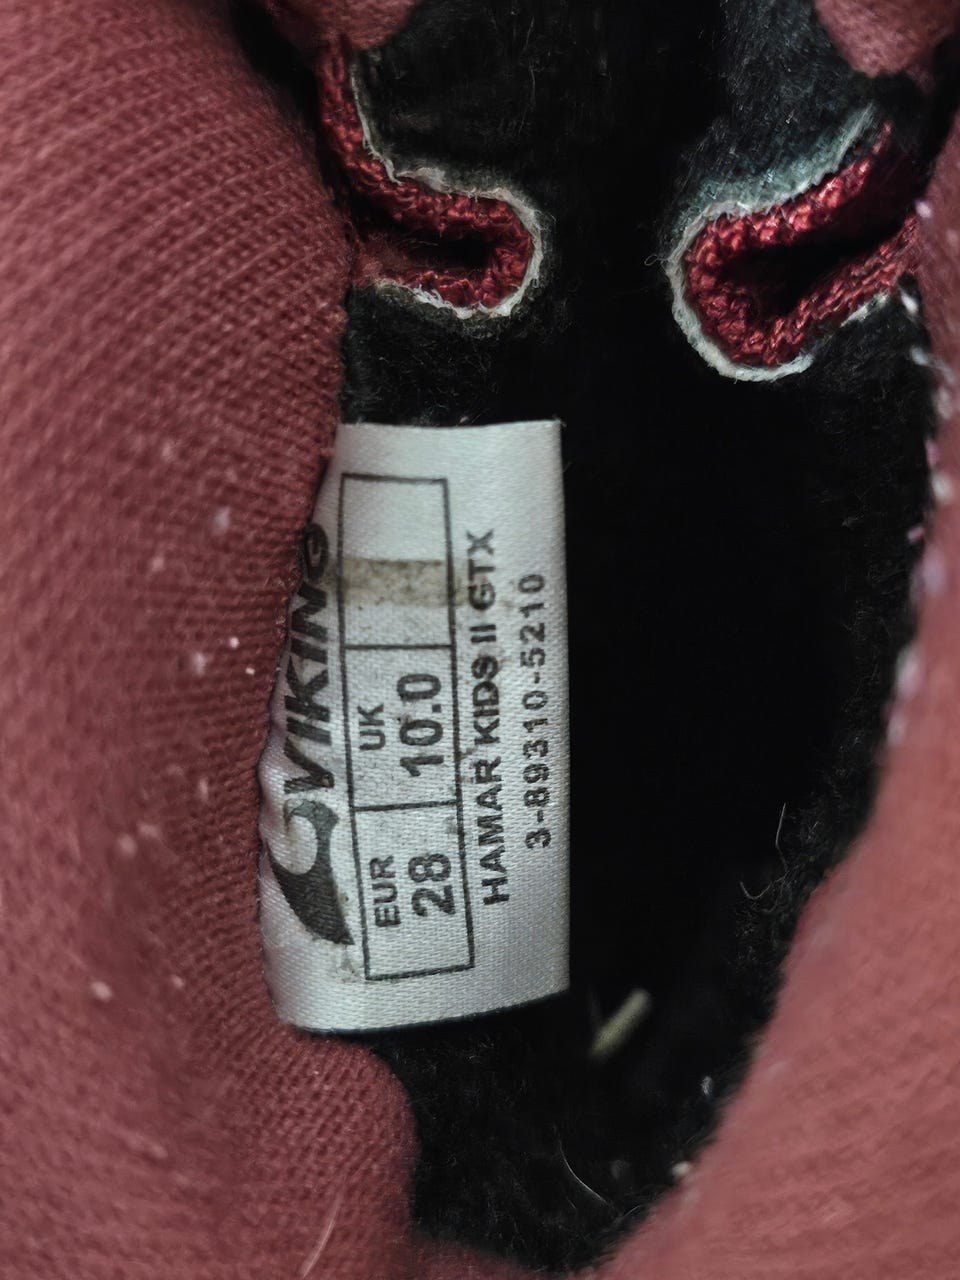 VIKING
EUR UK
28 10.0
HAMAR KIDS II GTX
3-89310-5210